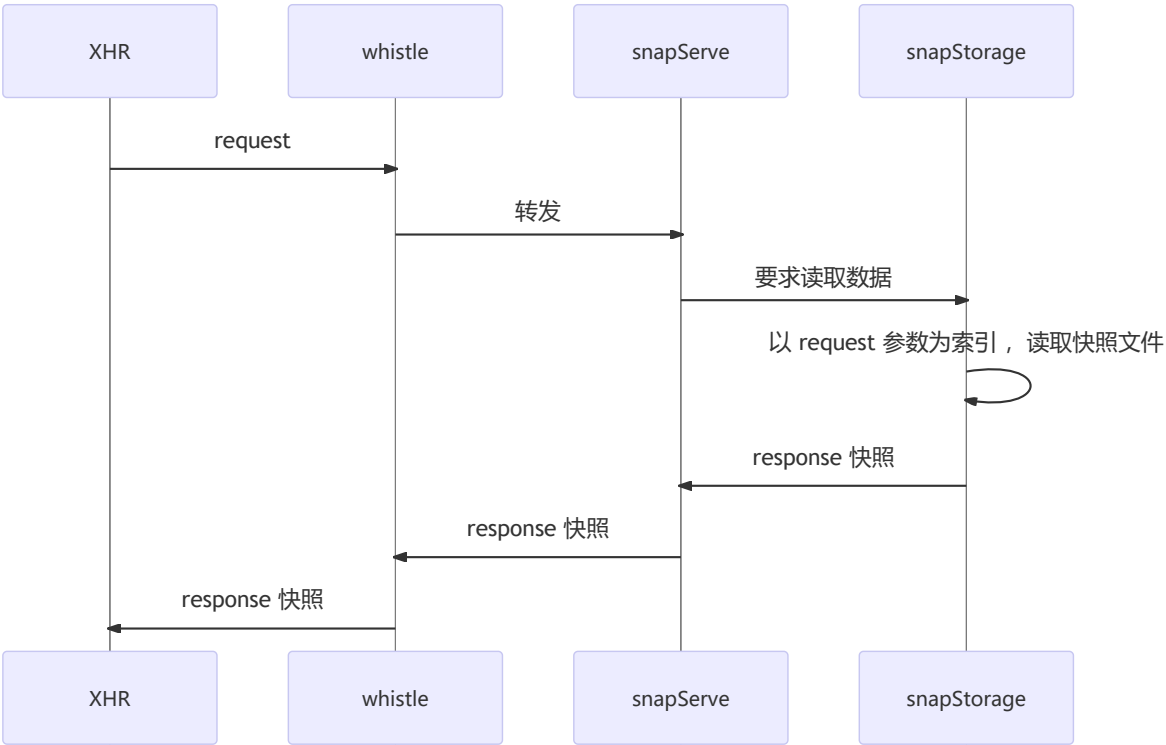 XHR
whistle
snapServe
snapStorage
request
转发
要求读取数据
以 request 参数为索引 ，读取快照文件
response 快照
response 快照
response 快照
XHR
whistle
snapServe
snapStorage